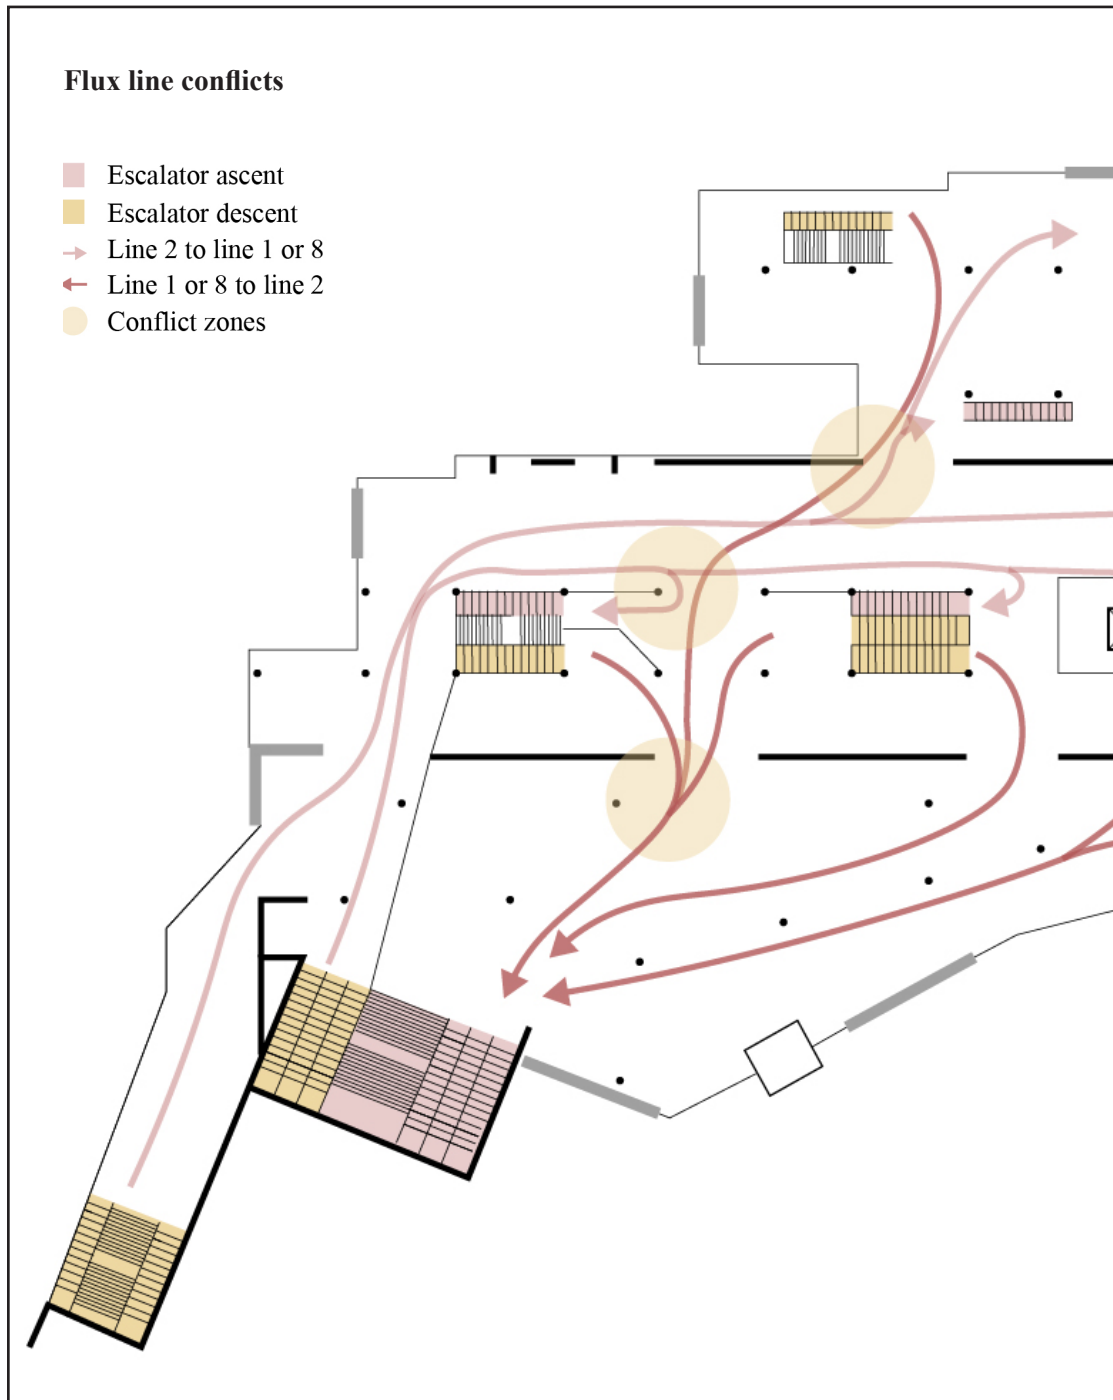 Flux line conflicts
Escalator ascent
Escalator descent
Line 2 to line 1 or 8
Line 1 or 8 to line 2
Conflict zones